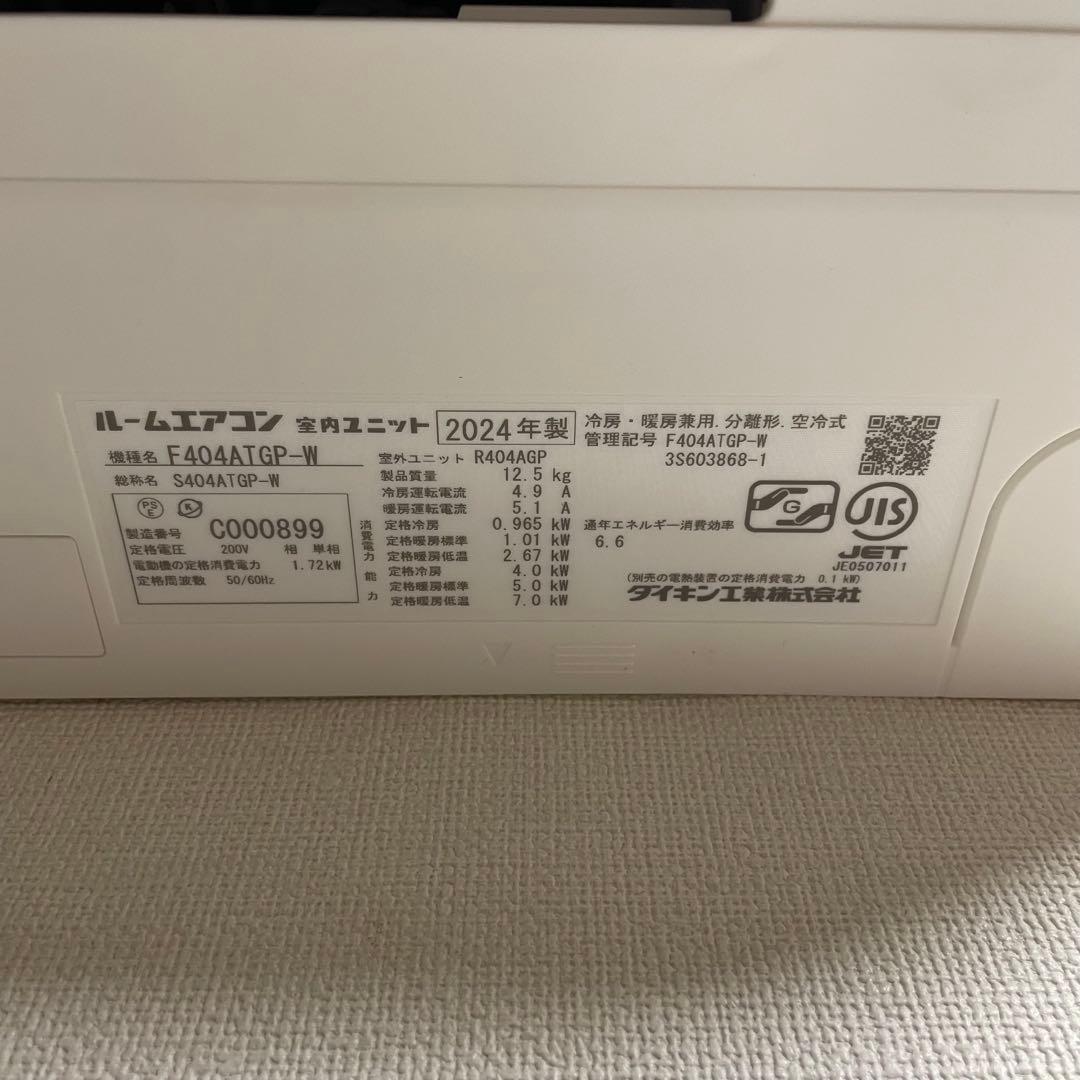 ルームエアコン 室内ユニット 2024年製
冷房・暖房兼用.分離形.空冷式
機種名 F404ATGP-W
室外ユニット R404AGP
管理記号 F404ATGP-W
3S603868-1
総称名 S404ATGP-W
製品質量 12.5 kg
冷房運転電流 4.9 A
暖房運転電流 5.1 A
消費電力 定格冷房 0.965 kW
定格暖房標準 1.01 kW
定格暖房低温 2.67 kW
能力 定格冷房 4.0 kW
定格暖房標準 5.0 kW
定格暖房低温 7.0 kW
PS
E
K
製造番号 C000899
定格電圧 200V 相 単相
電動機の定格消費電力 1.72kW
定格周波数 50/60Hz
通年エネルギー消費効率
6.6
G
JIS
JET
JE0507011
(別売の電熱装置の定格消費電力 0.1 kW)
ダイキン工業株式会社